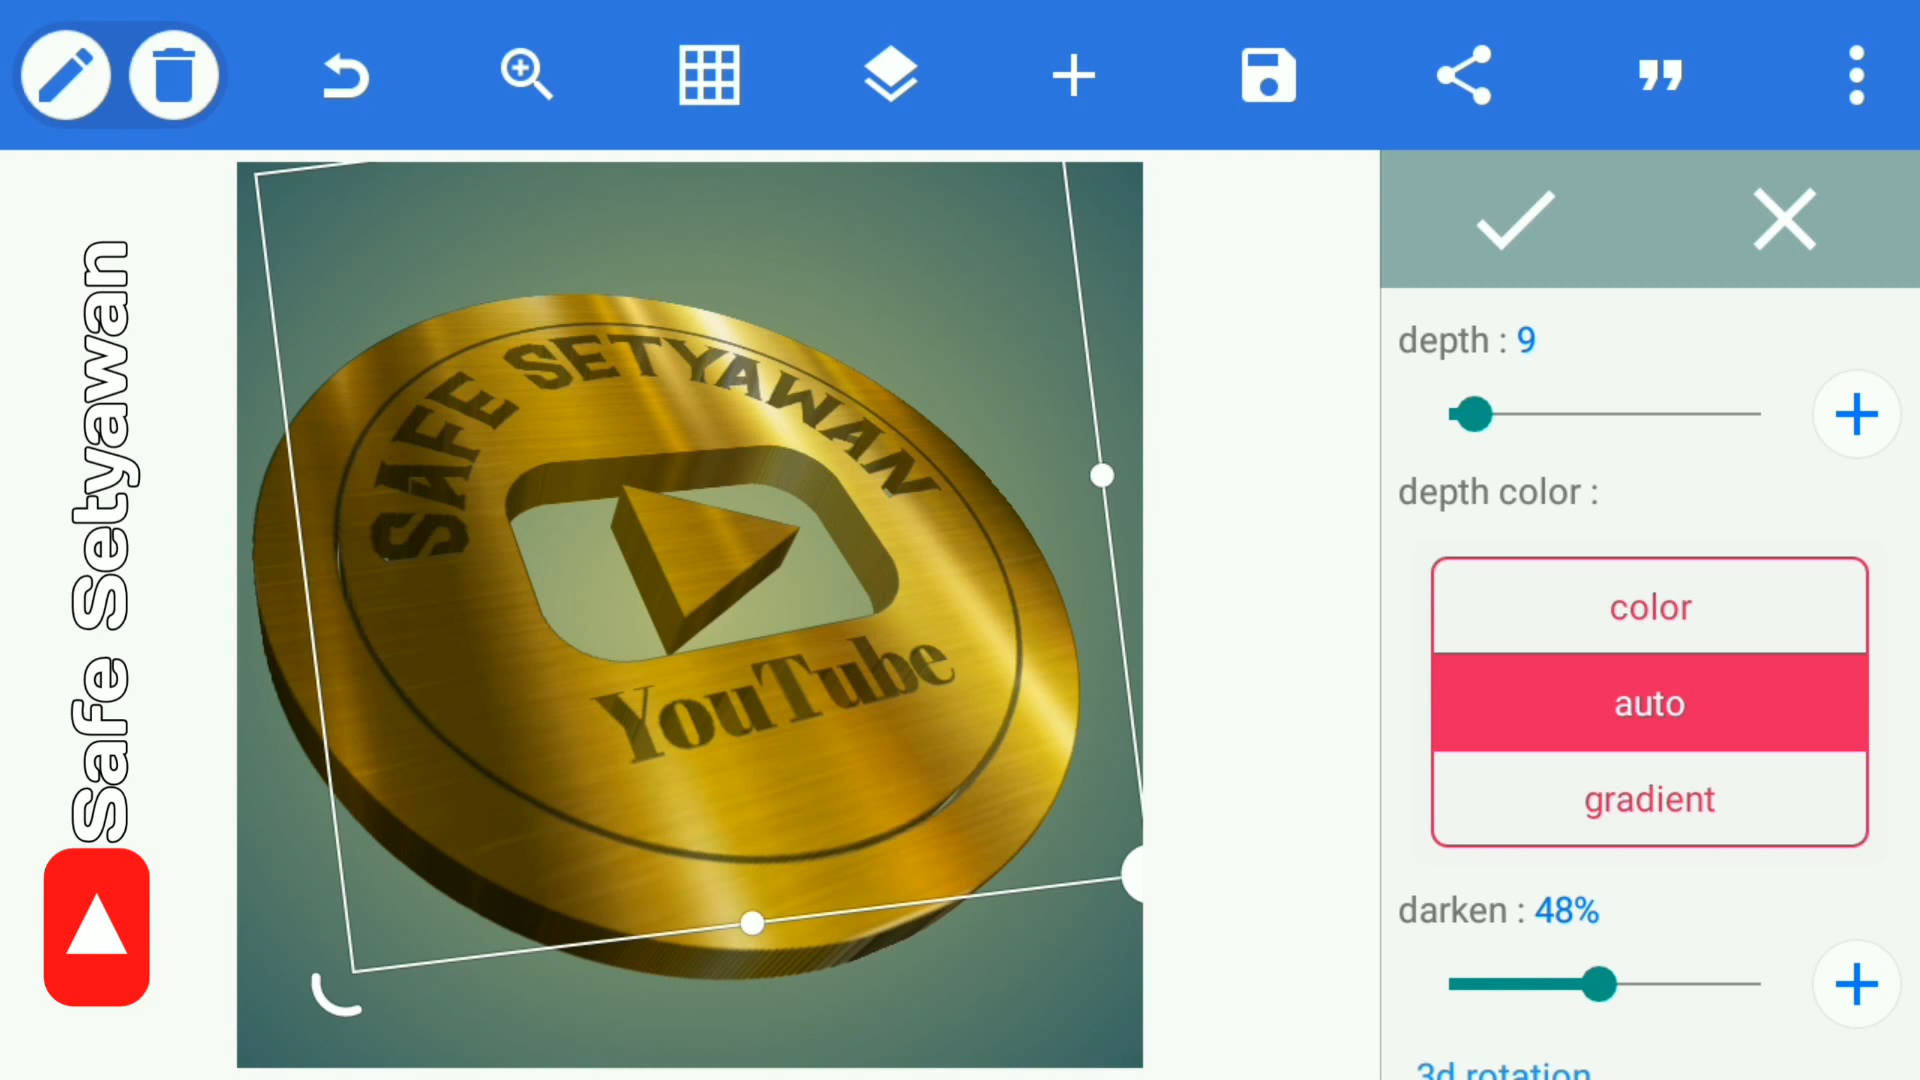 Safe Setyawan
SAFE SETYAWAN
YouTube
depth : 9
depth color :
color
auto
gradient
darken : 48%
3d rotation